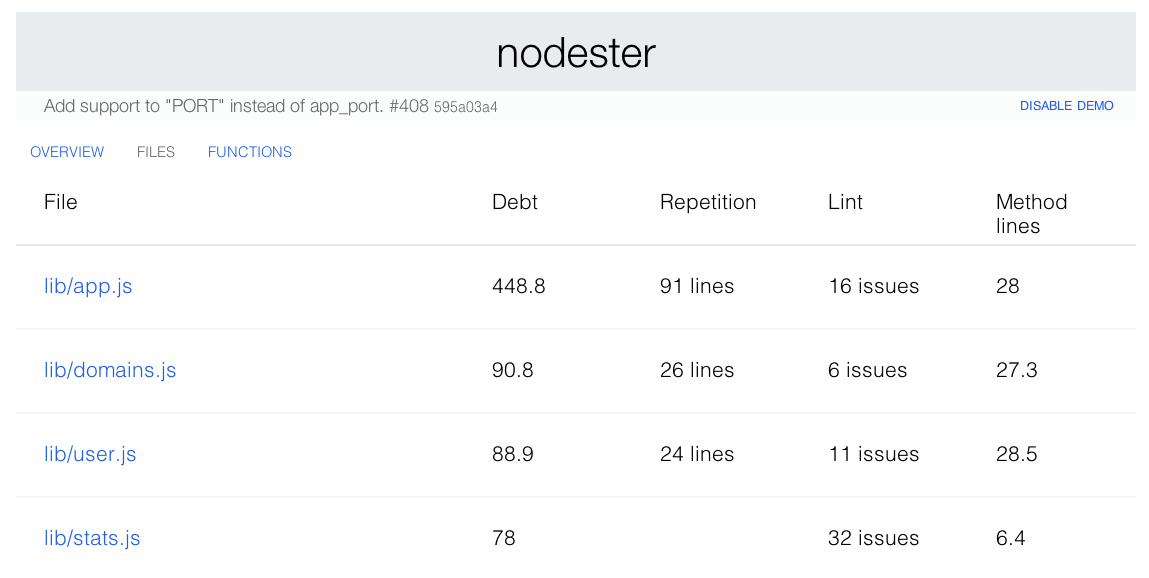 nodester
Add support to "PORT" instead of app_port. #408 595a03a4
DISABLE DEMO
OVERVIEW FILES FUNCTIONS
File Debt Repetition Lint Method lines
lib/app.js 448.8 91 lines 16 issues 28
lib/domains.js 90.8 26 lines 6 issues 27.3
lib/user.js 88.9 24 lines 11 issues 28.5
lib/stats.js 78 32 issues 6.4